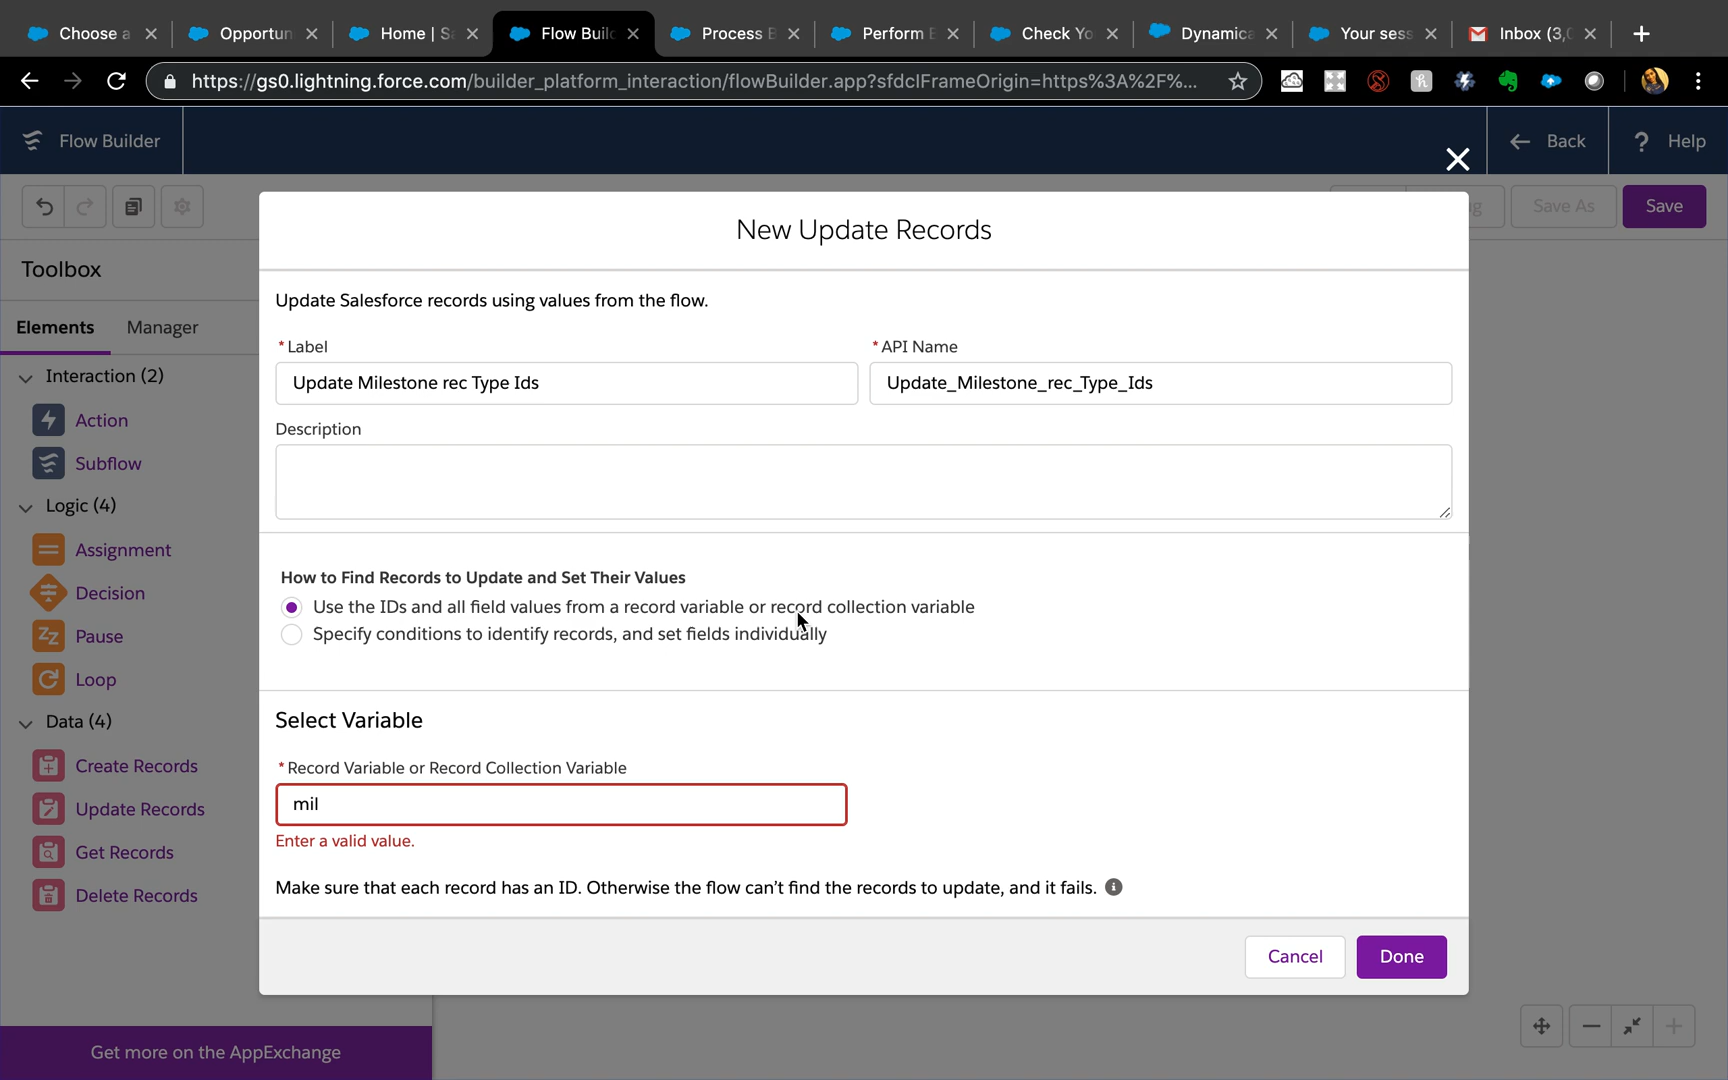 Choose a
Opportun
Home | S
Flow Buil
Process B
Perform E
Check Yo
Dynamica
Your sess
Inbox (3,0
https://gs0.lightning.force.com/builder_platform_interaction/flowBuilder.app?sfdcIFrameOrigin=https%3A%2F%...
Flow Builder
Back
? Help
Save As
Save
New Update Records
Toolbox
Update Salesforce records using values from the flow.
Elements
Manager
* Label
* API Name
Interaction (2)
Update Milestone rec Type Ids
Update_Milestone_rec_Type_Ids
Action
Description
Subflow
Logic (4)
Assignment
How to Find Records to Update and Set Their Values
Decision
Use the IDs and all field values from a record variable or record collection variable
Pause
Specify conditions to identify records, and set fields individually
Loop
Data (4)
Select Variable
Create Records
* Record Variable or Record Collection Variable
Update Records
mil
Get Records
Enter a valid value.
Delete Records
Make sure that each record has an ID. Otherwise the flow can't find the records to update, and it fails.
Cancel
Done
Get more on the AppExchange